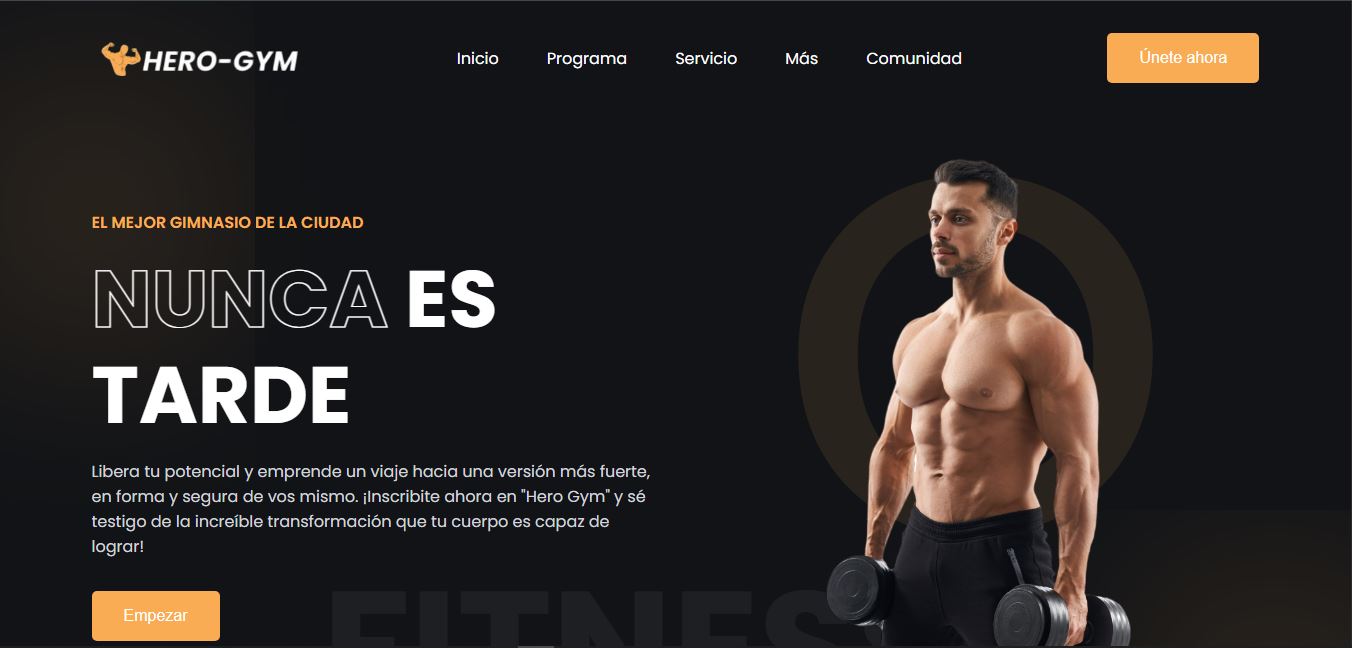 HERO-GYM
Inicio
Programa
Servicio
Más
Comunidad
Únete ahora
EL MEJOR GIMNASIO DE LA CIUDAD
NUNCA ES
TARDE
Libera tu potencial y emprende un viaje hacia una versión más fuerte,
en forma y segura de vos mismo. ¡Inscribite ahora en "Hero Gym" y sé
testigo de la increíble transformación que tu cuerpo es capaz de
lograr!
Empezar
FITNESS